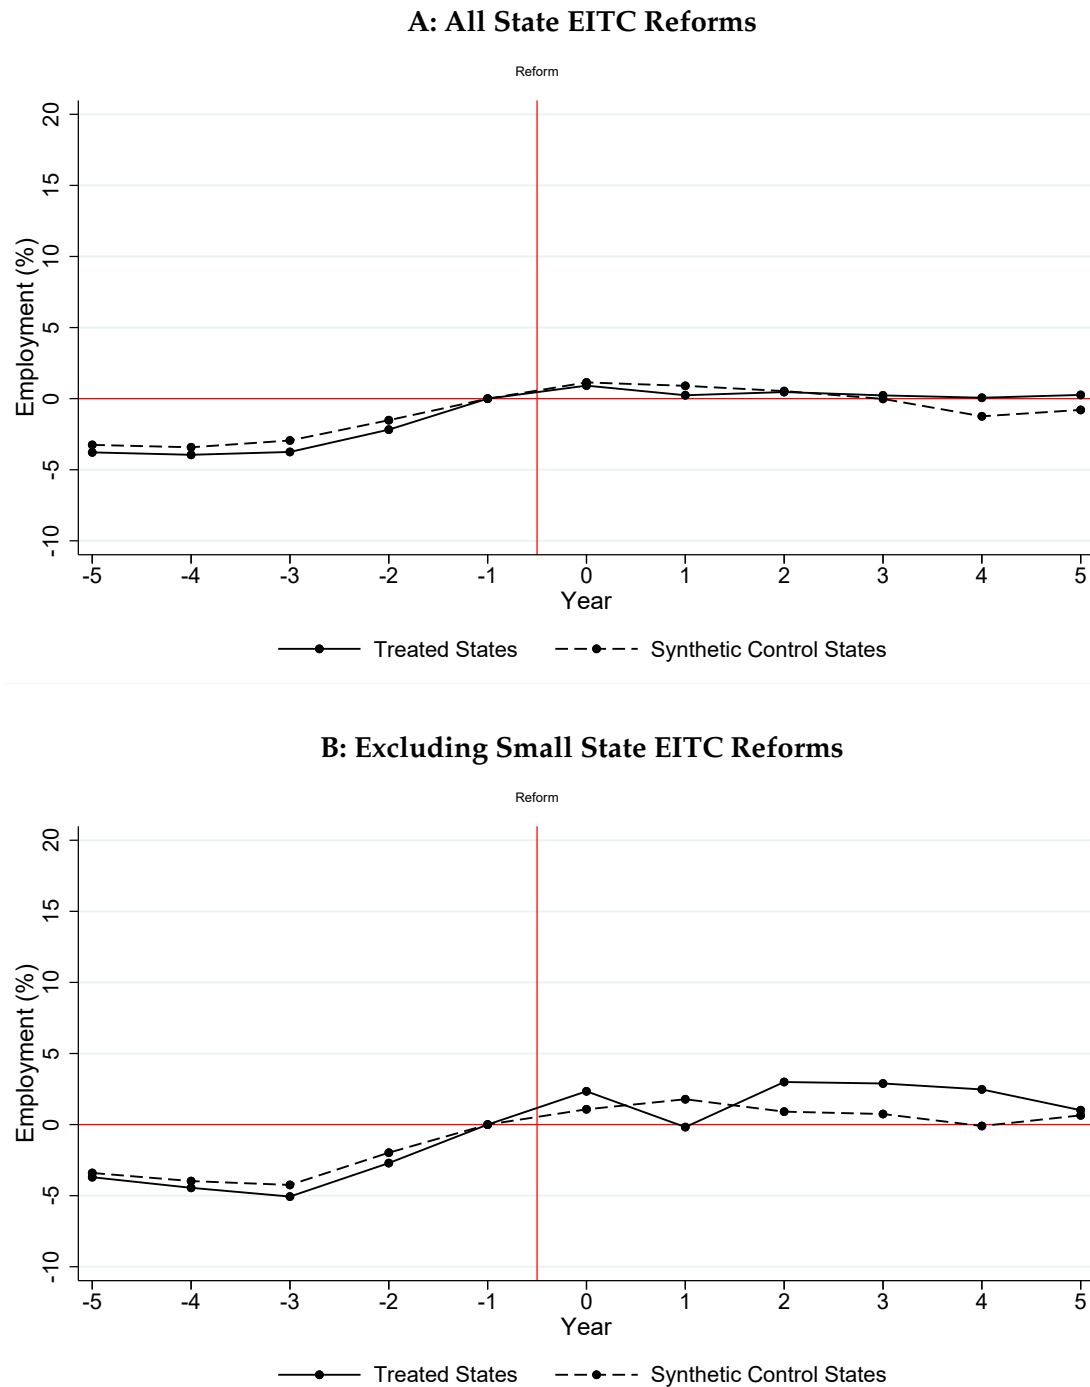 A: All State EITC Reforms
Reform
20
15
10
5
0
-5
-10
Employment (%)
-5 -4 -3 -2 -1 0 1 2 3 4 5
Year
Treated States Synthetic Control States
B: Excluding Small State EITC Reforms
Reform
20
15
10
5
0
-5
-10
Employment (%)
-5 -4 -3 -2 -1 0 1 2 3 4 5
Year
Treated States Synthetic Control States